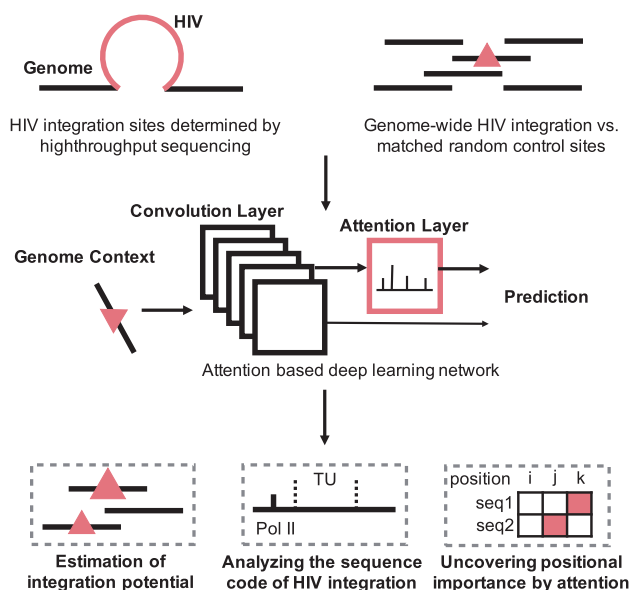 HIV
Genome
HIV integration sites determined by
highthroughput sequencing
Genome-wide HIV integration vs.
matched random control sites
Convolution Layer
Attention Layer
Genome Context
Prediction
Attention based deep learning network
TU
Pol II
position i j k
seq1
seq2
Estimation of
integration potential
Analyzing the sequence
code of HIV integration
Uncovering positional
importance by attention